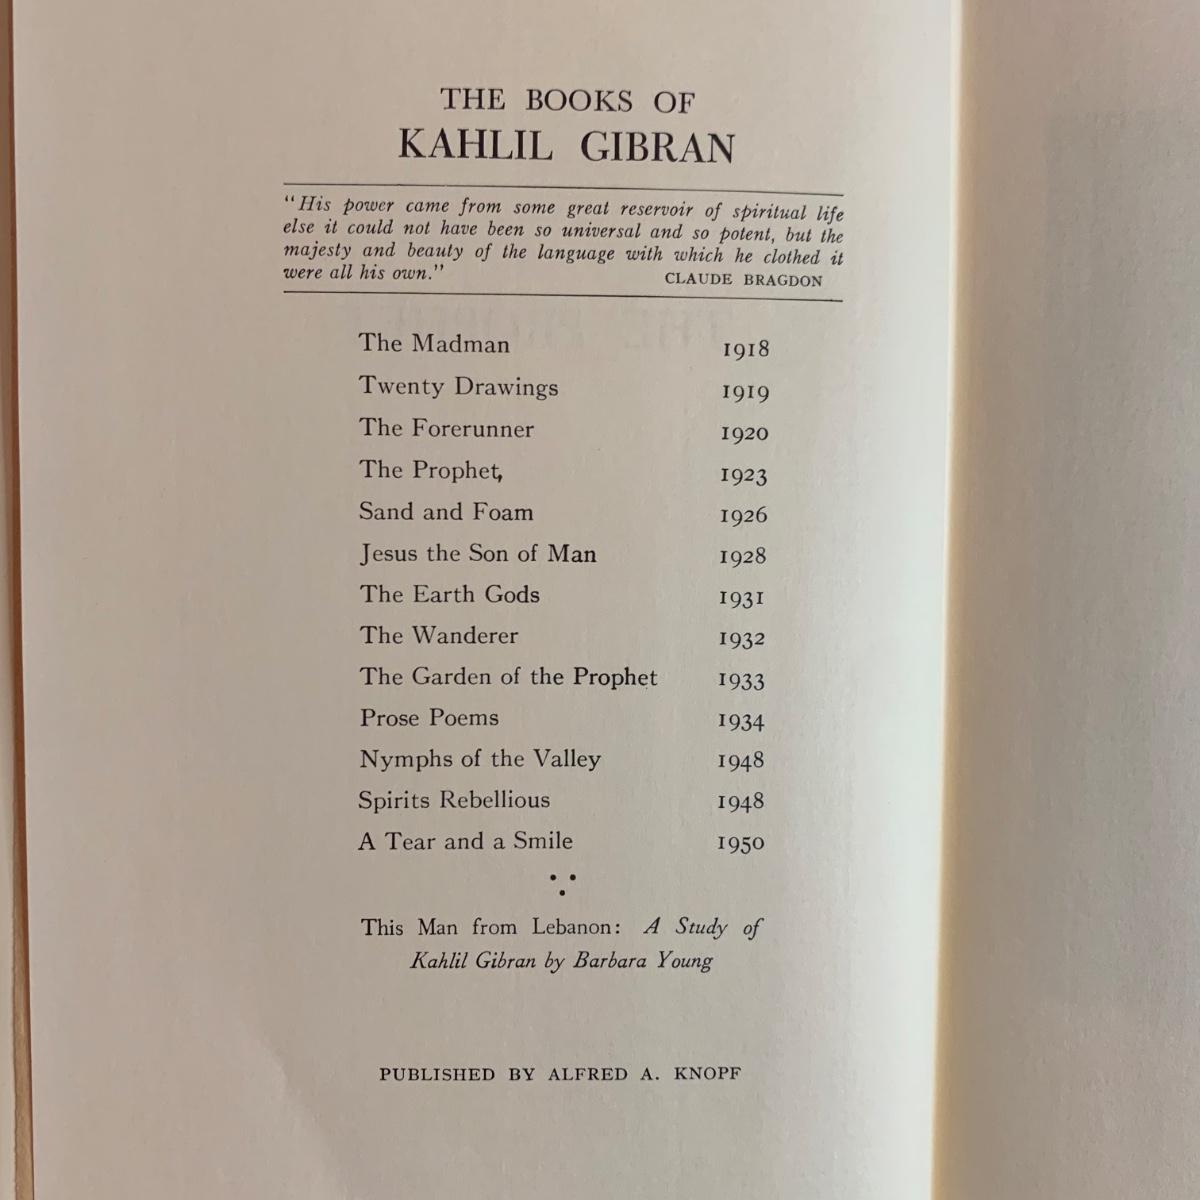 THE BOOKS OF
KAHLIL GIBRAN
"His power came from some great reservoir of spiritual life
else it could not have been so universal and so potent, but the
majesty and beauty of the language with which he clothed it
were all his own." CLAUDE BRAGDON
The Madman 1918
Twenty Drawings 1919
The Forerunner 1920
The Prophet, 1923
Sand and Foam 1926
Jesus the Son of Man 1928
The Earth Gods 1931
The Wanderer 1932
The Garden of the Prophet 1933
Prose Poems 1934
Nymphs of the Valley 1948
Spirits Rebellious 1948
A Tear and a Smile 1950
This Man from Lebanon: A Study of
Kahlil Gibran by Barbara Young
PUBLISHED BY ALFRED A. KNOPF